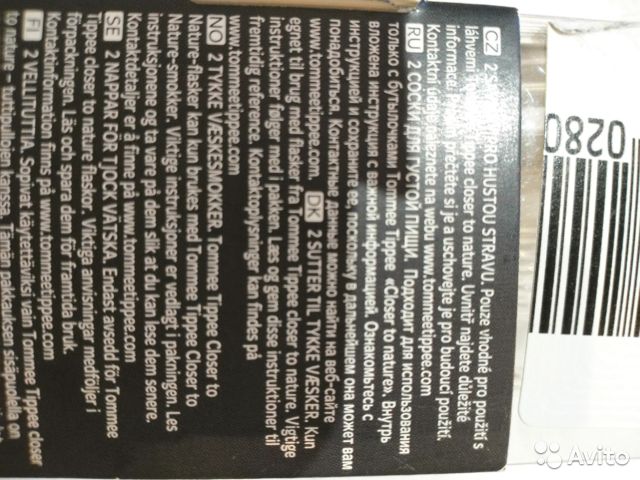 CZ 2 HUSTOU STRAVU. Pouze vhodné pro použití s
láhvemi closer to nature. Uvnitř najdete důležité
informace. přečtěte si je a uschovejte je pro budoucí použití.
Kontaktní údaje naleznete na webu www.tommeetippee.com
RU 2 СОСКИ ДЛЯ ГУСТОЙ ПИЩИ. Подходит для использования
только с бутылочками Tommee Tippee «Closer to nature». Внутрь
вложена инструкция с важной информацией. Ознакомьтесь с
инструкцией и сохраните ее, поскольку в дальнейшем она может вам
понадобиться. Контактные данные можно найти на веб-сайте
www.tommeetippee.com. DK 2 SUTTER TIL TYKKE VÆSKER. Kun
egnet til brug med flasker fra Tommee Tippee closer to nature. Vigtige
instruktioner følger med i pakken. Læs og gem disse instruktioner til
fremtidig reference. Kontaktoplysninger kan findes på
www.tommeetippee.com
NO 2 TYKKE VÆSKESMOKKER. Tommee Tippee Closer to
Nature-flasker kan kun brukes med Tommee Tippee Closer to
Nature-smokker. Viktige instruksjoner er vedlagt i pakningen. Les
instruksjonene og ta vare på dem slik at du kan lese dem senere.
Kontaktdetaljer er å finne på www.tommeetippee.com
SE 2 NAPPAR FÖR TJOCK VÄTSKA. Endast avsedd för Tommee
Tippee closer to nature flaskor. Viktiga anvisningar medföljer i
förpackningen. Läs och spara dem för framtida bruk.
Kontaktinformation finns på www.tommeetippee.com
FI 2 VELLITUTTIA. Sopivat käytettäviksi vain Tommee Tippee closer
to nature -tuttipullojen kanssa. Tämän pakkauksen sisäpuolella on
0280
Avito